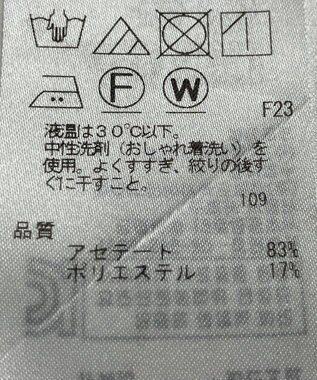 F W
F23
液温は30℃以下。
中性洗剤（おしゃれ着洗い）を
使用。よくすすぎ、絞りの後す
ぐに干すこと。
109
品質
アセテート 83%
ポリエステル 17%